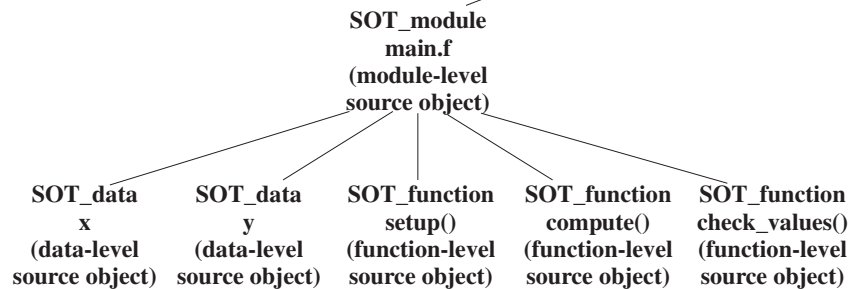 SOT_module
main.f
(module-level
source object)
SOT_data
x
(data-level
source object)
SOT_data
y
(data-level
source object)
SOT_function
setup()
(function-level
source object)
SOT_function
compute()
(function-level
source object)
SOT_function
check_values()
(function-level
source object)